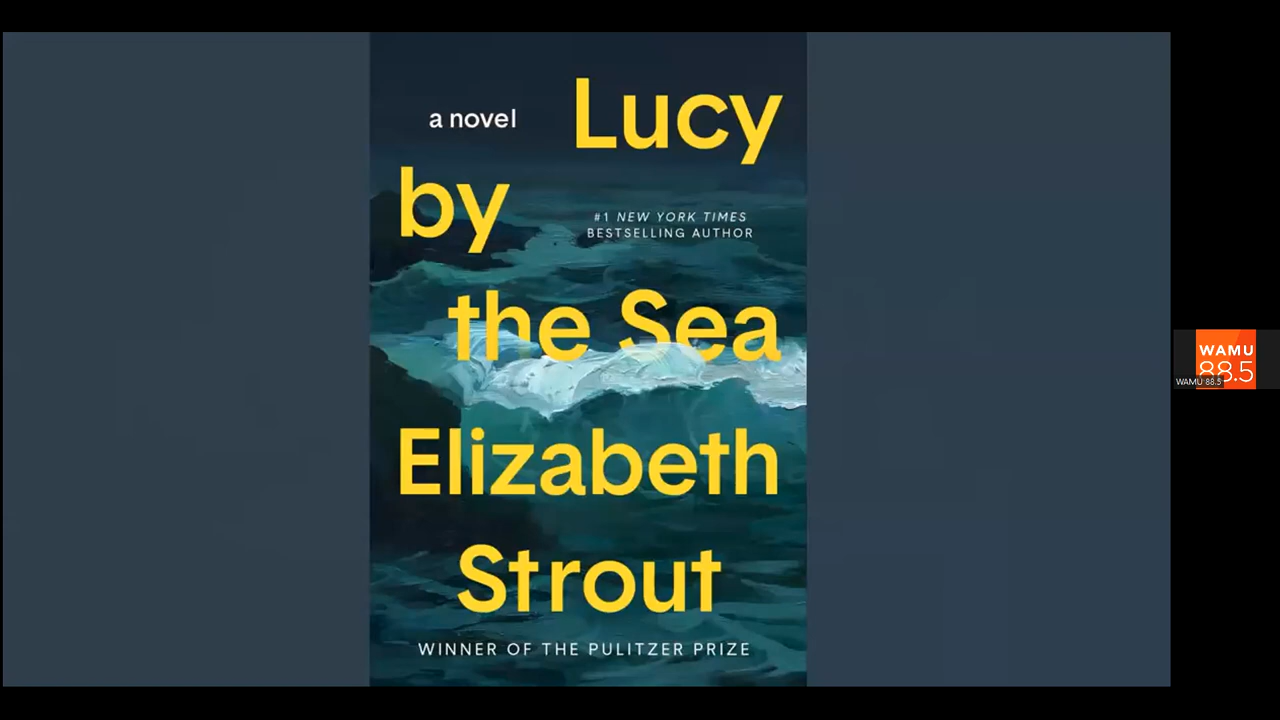 a novel
Lucy
by
#1 NEW YORK TIMES
BESTSELLING AUTHOR
the Sea
Elizabeth
Strout
WINNER OF THE PULITZER PRIZE
WAMU
88.5
WAMU 88.5